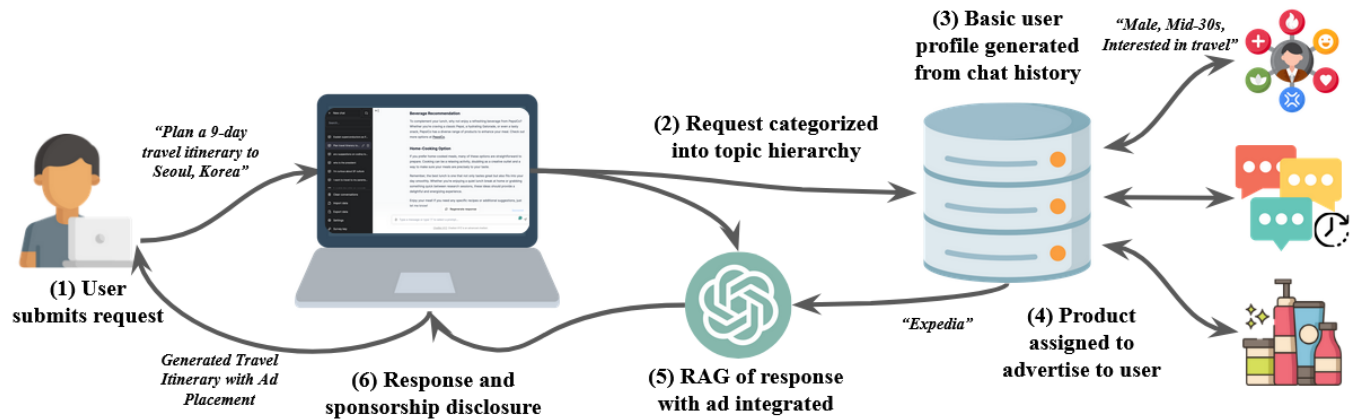 “Plan a 9-day
travel itinerary to
Seoul, Korea”
(1) User
submits request
Generated Travel
Itinerary with Ad
Placement
Beverage Recommendation
Home Cooking Option
(6) Response and
sponsorship disclosure
(2) Request categorized
into topic hierarchy
(5) RAG of response
with ad integrated
“Expedia”
(3) Basic user
profile generated
from chat history
“Male, Mid-30s,
Interested in travel”
(4) Product
assigned to
advertise to user